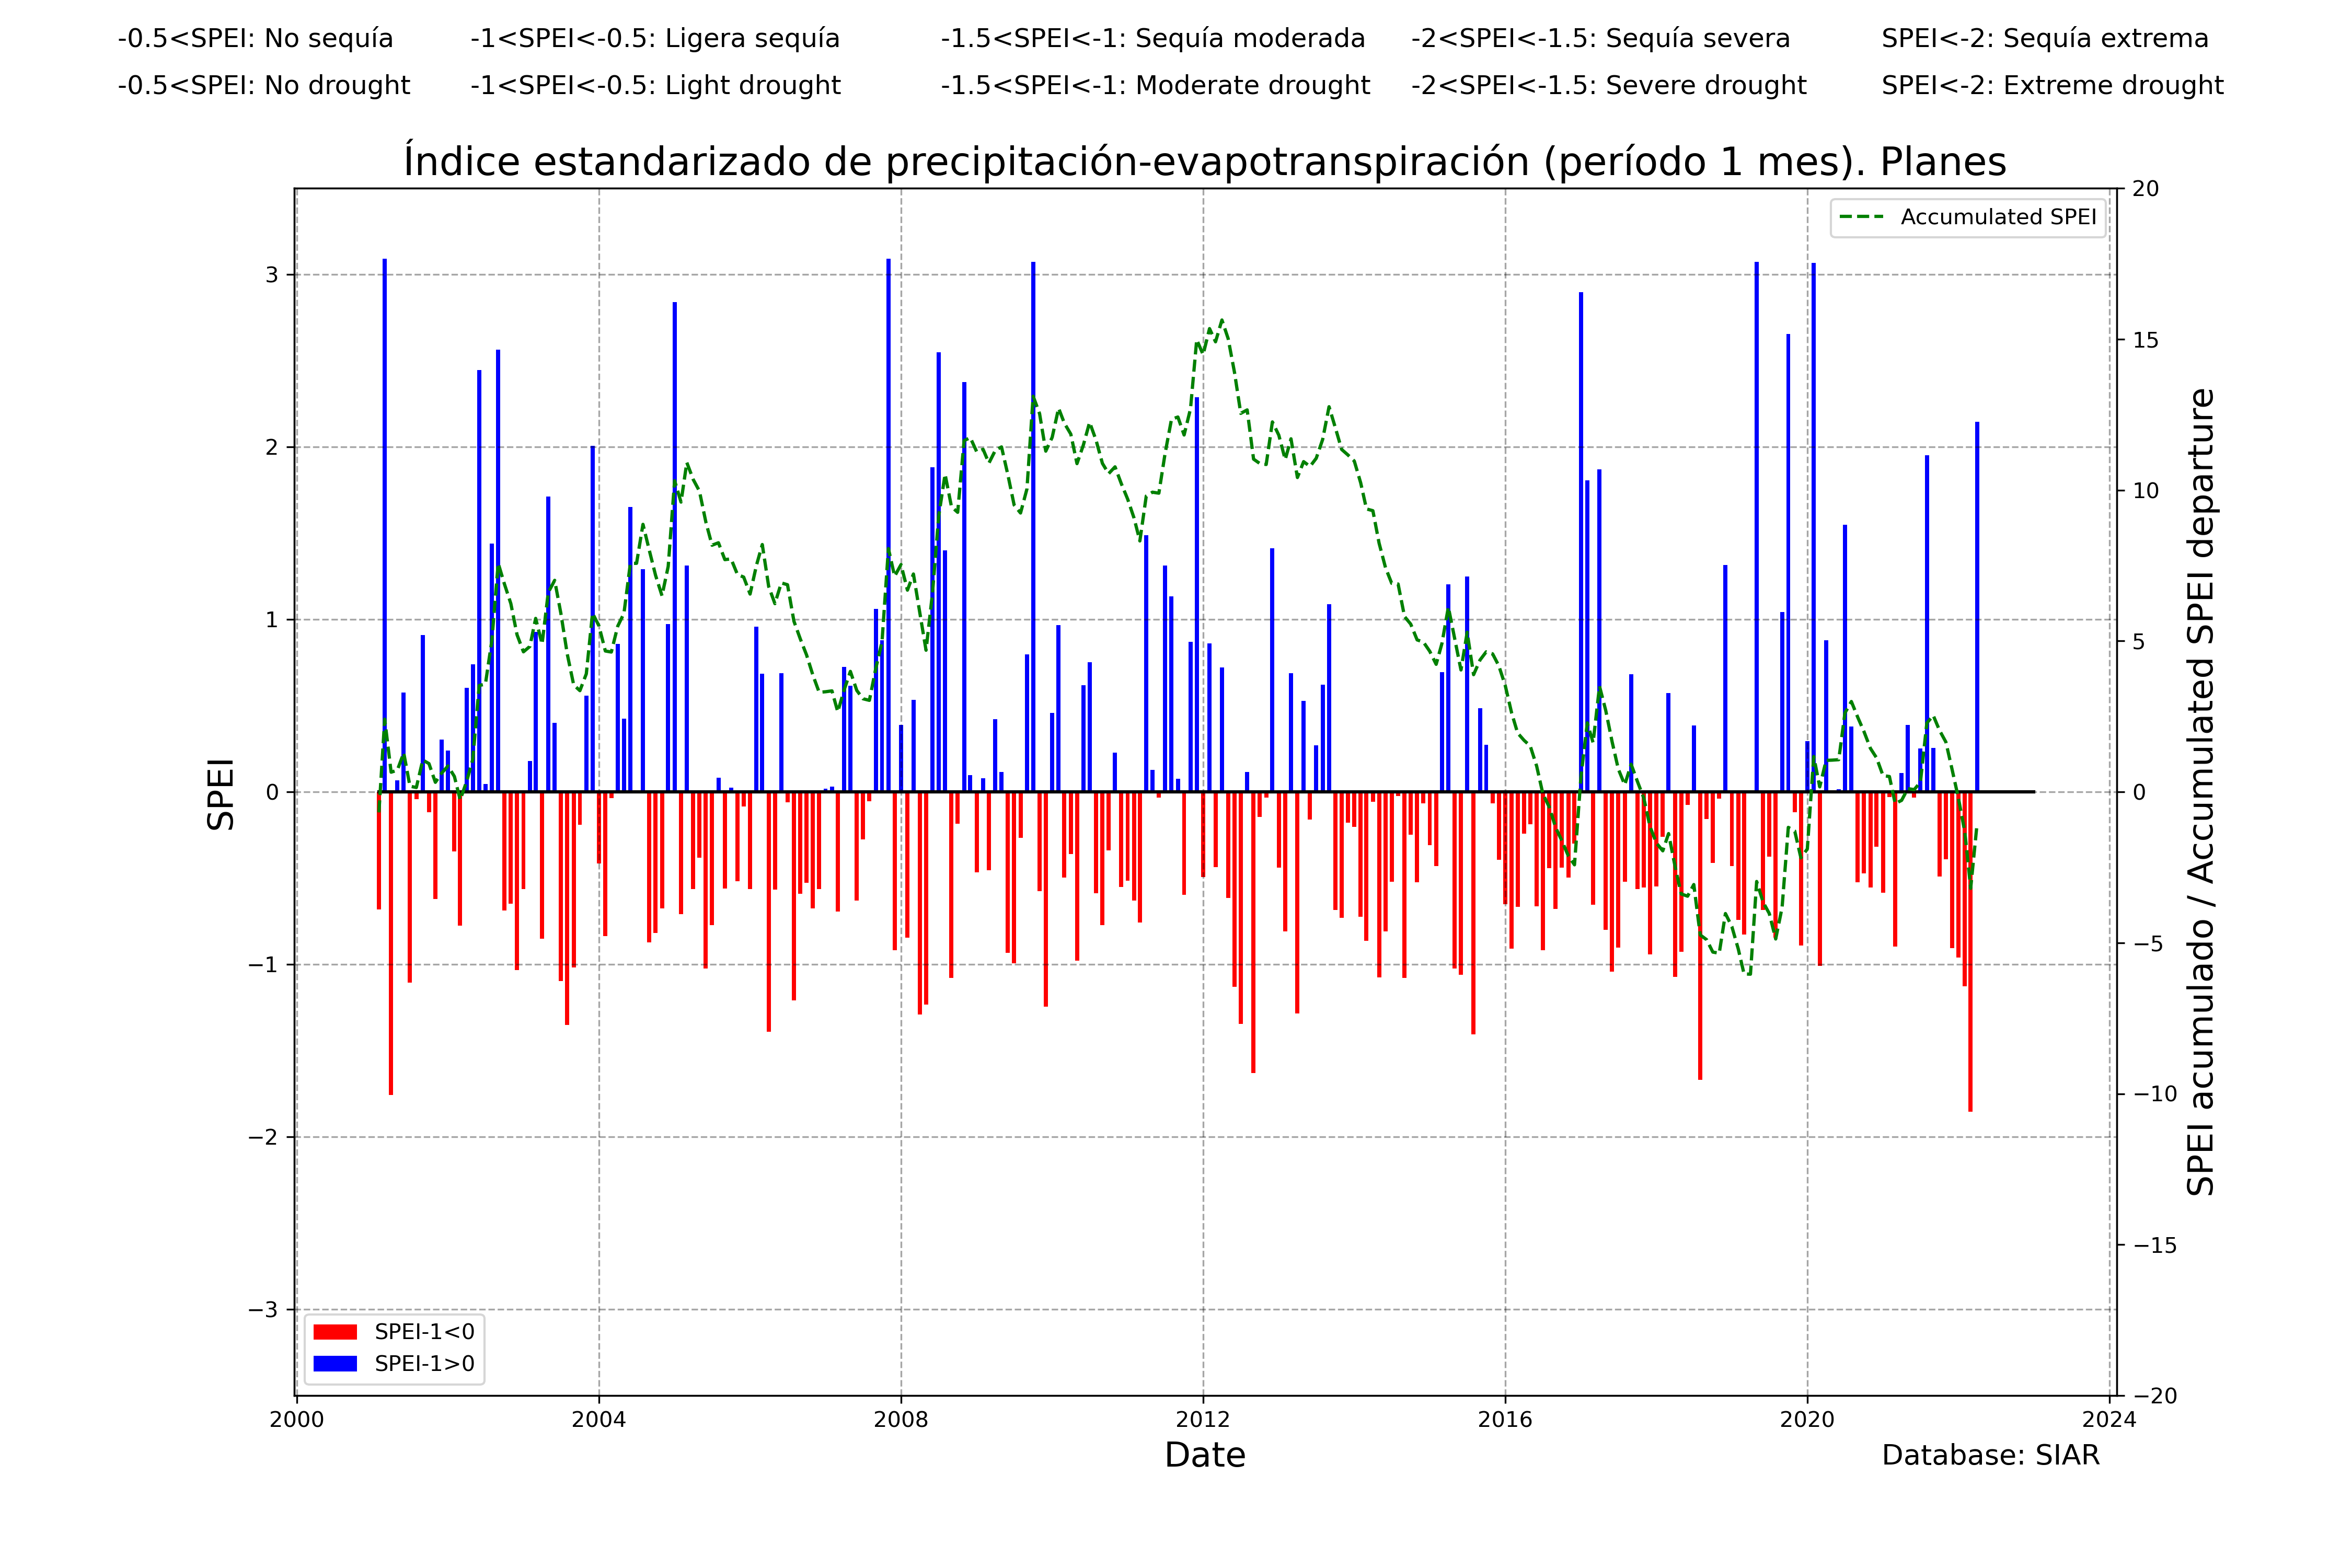 -0.5<SPEI: No sequía -1<SPEI<-0.5: Ligera sequía -1.5<SPEI<-1: Sequía moderada -2<SPEI<-1.5: Sequía severa SPEI<-2: Sequía extrema
-0.5<SPEI: No drought -1<SPEI<-0.5: Light drought -1.5<SPEI<-1: Moderate drought -2<SPEI<-1.5: Severe drought SPEI<-2: Extreme drought
Índice estandarizado de precipitación-evapotranspiración (período 1 mes). Planes
Accumulated SPEI
3
2
1
0
−1
−2
−3
SPEI
20
15
10
5
0
−5
−10
−15
−20
SPEI acumulado / Accumulated SPEI departure
SPEI-1<0
SPEI-1>0
2000 2004 2008 2012 2016 2020 2024
Date
Database: SIAR